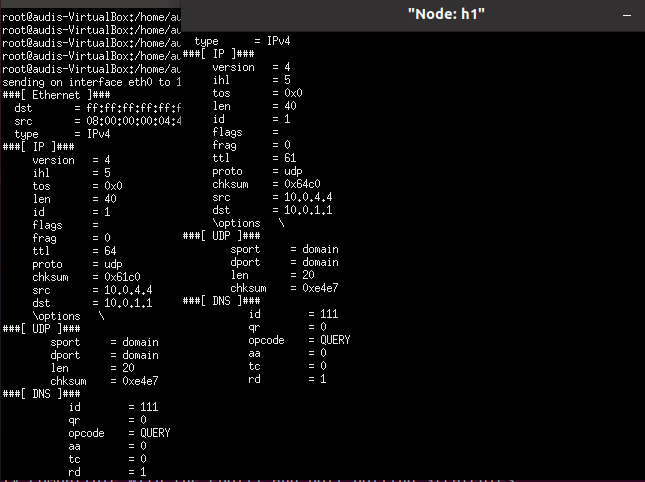 root@audis-VirtualBox:/home/au
root@audis-VirtualBox:/home/au
root@audis-VirtualBox:/home/au
root@audis-VirtualBox:/home/au
root@audis-VirtualBox:/home/au
sending on interface eth0 to 1
###[ Ethernet ]###
dst = ff:ff:ff:ff:ff:f
src = 08:00:00:00:04:4
type = IPv4
###[ IP ]###
version = 4
ihl = 5
tos = 0x0
len = 40
id = 1
flags =
frag = 0
ttl = 64
proto = udp
chksum = 0x61c0
src = 10.0.4.4
dst = 10.0.1.1
\options \
###[ UDP ]###
sport = domain
dport = domain
len = 20
chksum = 0xe4e7
###[ DNS ]###
id = 111
qr = 0
opcode = QUERY
aa = 0
tc = 0
rd = 1
"Node: h1"
type = IPv4
###[ IP ]###
version = 4
ihl = 5
tos = 0x0
len = 40
id = 1
flags =
frag = 0
ttl = 61
proto = udp
chksum = 0x64c0
src = 10.0.4.4
dst = 10.0.1.1
\options \
###[ UDP ]###
sport = domain
dport = domain
len = 20
chksum = 0xe4e7
###[ DNS ]###
id = 111
qr = 0
opcode = QUERY
aa = 0
tc = 0
rd = 1